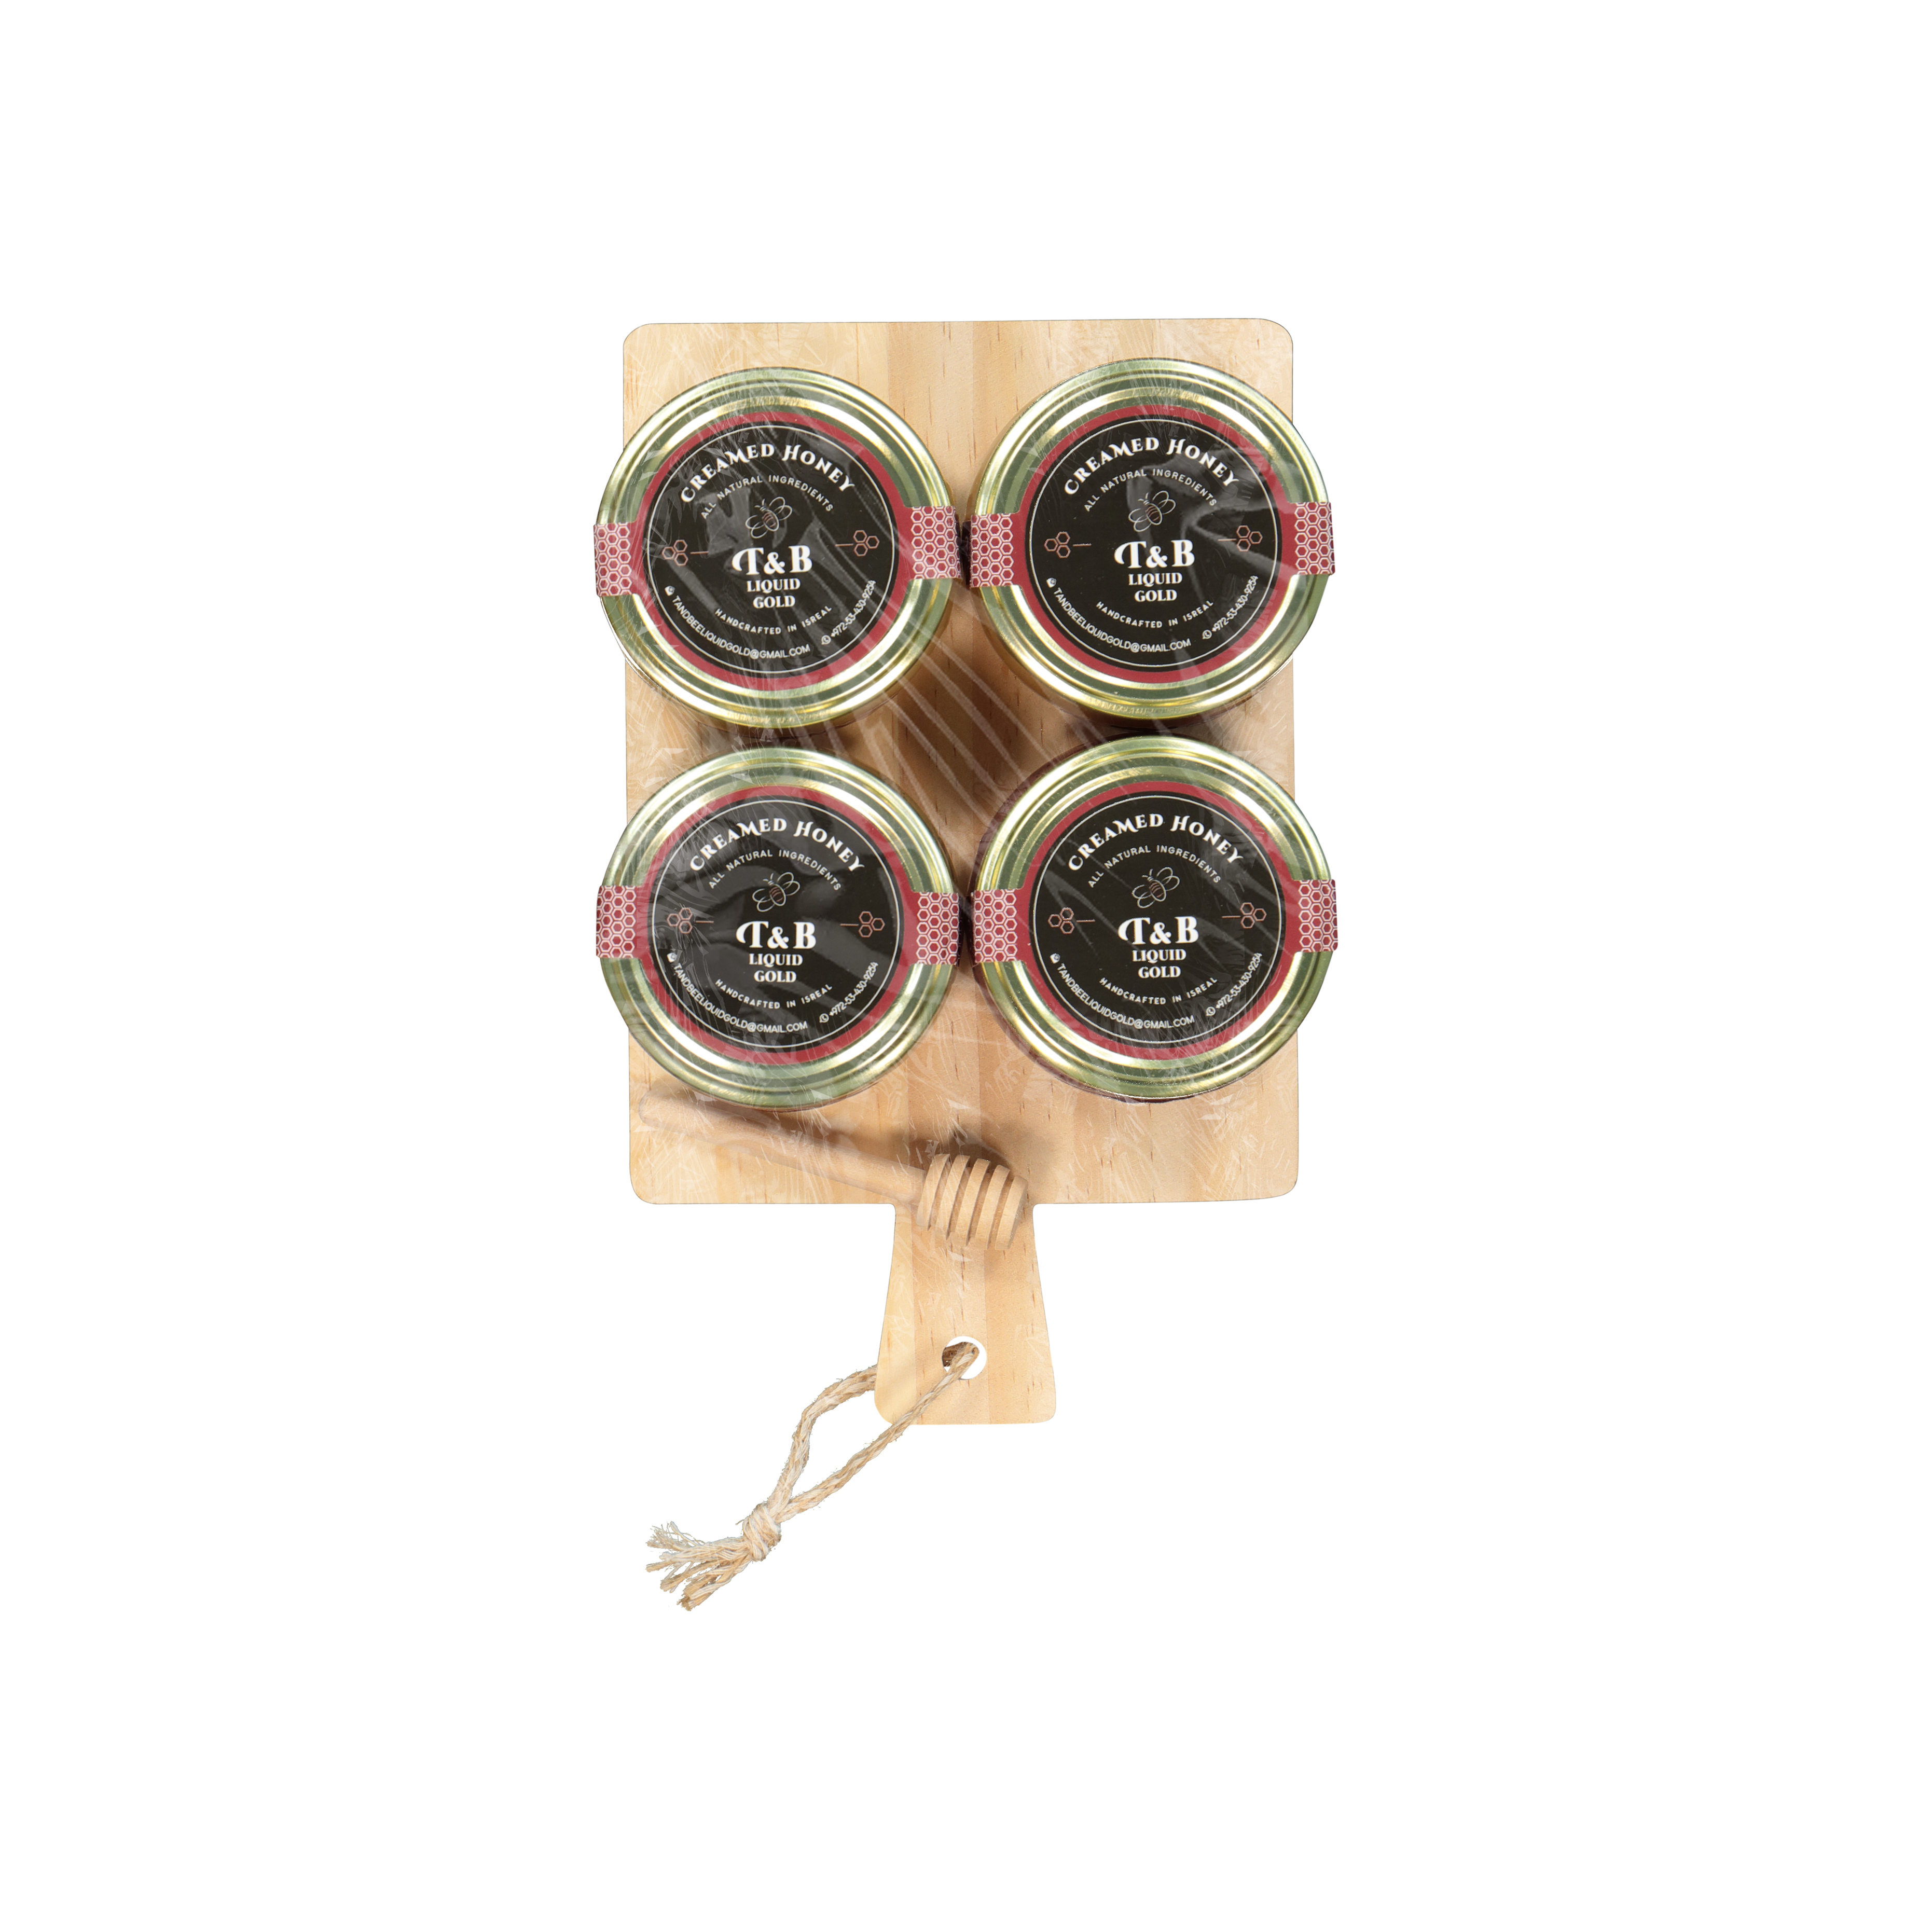 CREAMED HONEY
ALL NATURAL INGREDIENTS
T&B
LIQUID
GOLD
HANDCRAFTED IN ISREAL
TANDBEELIQUIDGOLD@GMAIL.COM
+972-53-430-9254
CREAMED HONEY
ALL NATURAL INGREDIENTS
T&B
LIQUID
GOLD
HANDCRAFTED IN ISREAL
TANDBEELIQUIDGOLD@GMAIL.COM
+972-53-430-9254
CREAMED HONEY
ALL NATURAL INGREDIENTS
T&B
LIQUID
GOLD
HANDCRAFTED IN ISREAL
TANDBEELIQUIDGOLD@GMAIL.COM
+972-53-430-9254
CREAMED HONEY
ALL NATURAL INGREDIENTS
T&B
LIQUID
GOLD
HANDCRAFTED IN ISREAL
TANDBEELIQUIDGOLD@GMAIL.COM
+972-53-430-9254